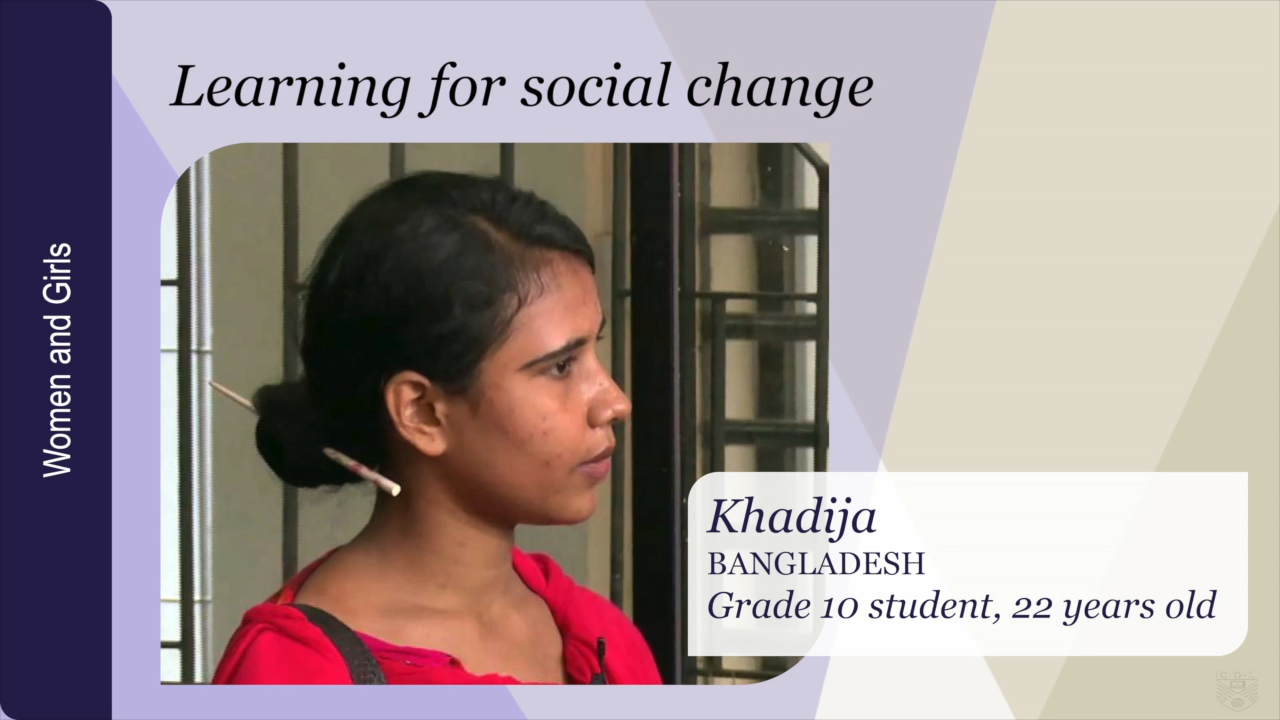 Learning for social change
Women and Girls
Khadija
BANGLADESH
Grade 10 student, 22 years old